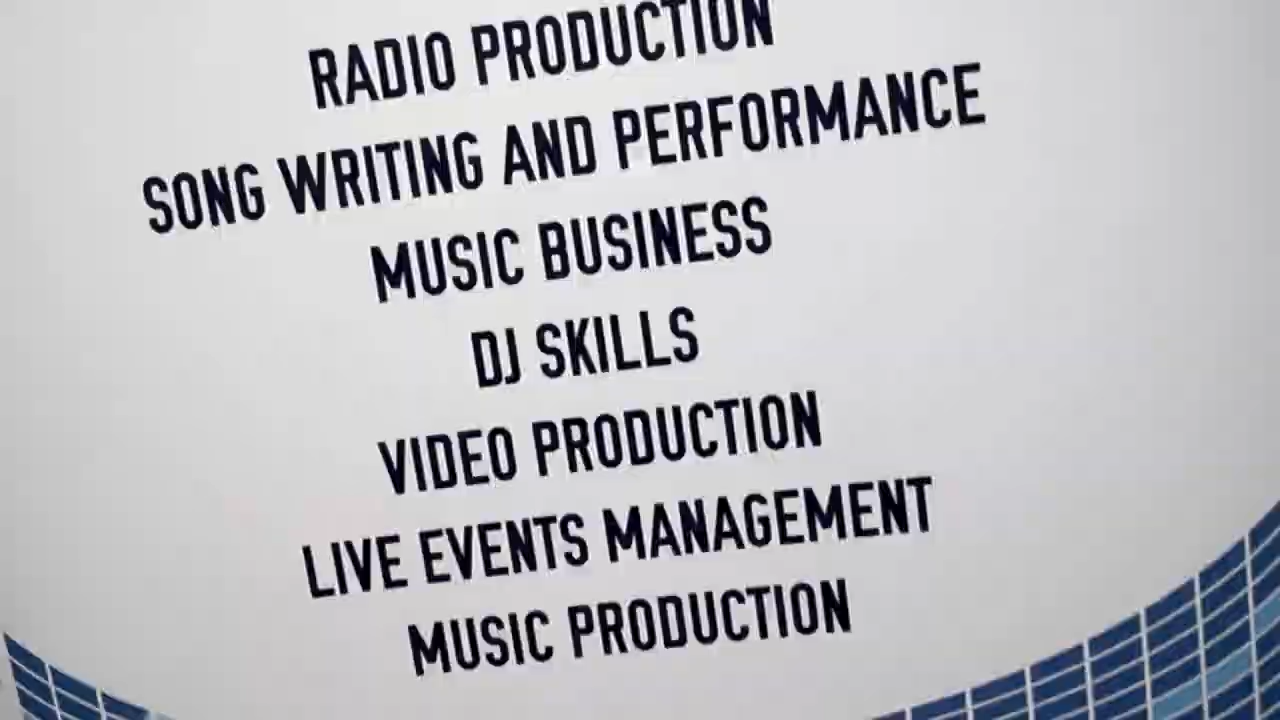 RADIO PRODUCTION
SONG WRITING AND PERFORMANCE
MUSIC BUSINESS
DJ SKILLS
VIDEO PRODUCTION
LIVE EVENTS MANAGEMENT
MUSIC PRODUCTION